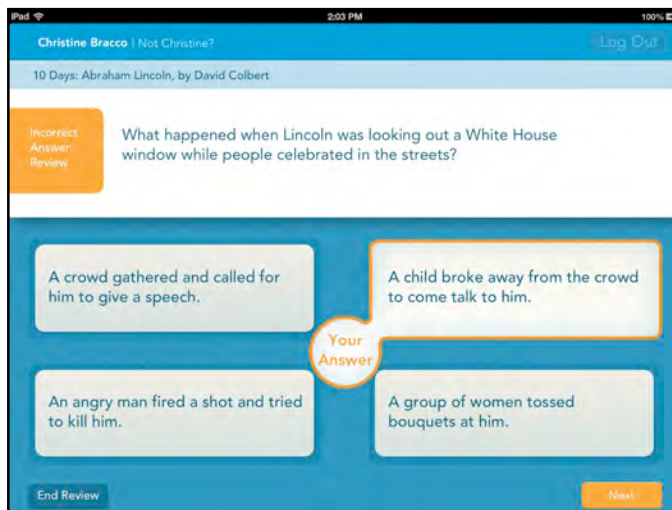 iPad 2:03 PM 100%
Christine Bracco | Not Christine? Log Out
10 Days: Abraham Lincoln, by David Colbert
Incorrect
Answer
Review
What happened when Lincoln was looking out a White House
window while people celebrated in the streets?
A crowd gathered and called for
him to give a speech.
A child broke away from the crowd
to come talk to him.
Your
Answer
An angry man fired a shot and tried
to kill him.
A group of women tossed
bouquets at him.
End Review Next